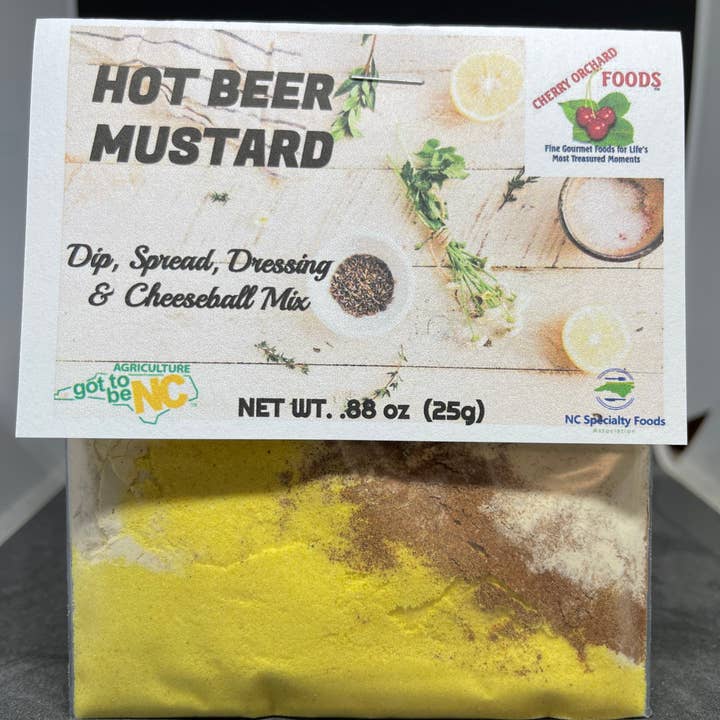 HOT BEER
MUSTARD
CHERRY ORCHARD
FOODS
Fine Gourmet Foods for Life's
Most Treasured Moments
Dip, Spread, Dressing
& Cheeseball Mix
AGRICULTURE
got to
be NC
NET WT. .88 oz (25g)
NC Specialty Foods
Association